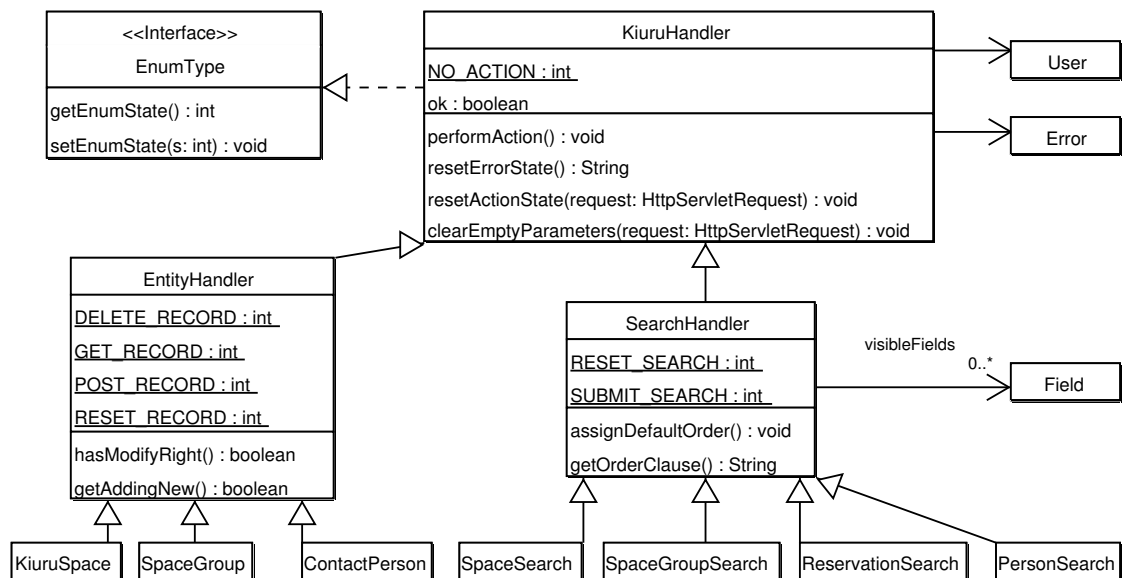 <<Interface>>
EnumType
getEnumState() : int
setEnumState(s: int) : void
KiuruHandler
NO_ACTION : int
ok : boolean
performAction() : void
resetErrorState() : String
resetActionState(request: HttpServletRequest) : void
clearEmptyParameters(request: HttpServletRequest) : void
User
Error
EntityHandler
DELETE_RECORD : int
GET_RECORD : int
POST_RECORD : int
RESET_RECORD : int
hasModifyRight() : boolean
getAddingNew() : boolean
SearchHandler
RESET_SEARCH : int
SUBMIT_SEARCH : int
assignDefaultOrder() : void
getOrderClause() : String
visibleFields
0..*
Field
KiuruSpace
SpaceGroup
ContactPerson
SpaceSearch
SpaceGroupSearch
ReservationSearch
PersonSearch